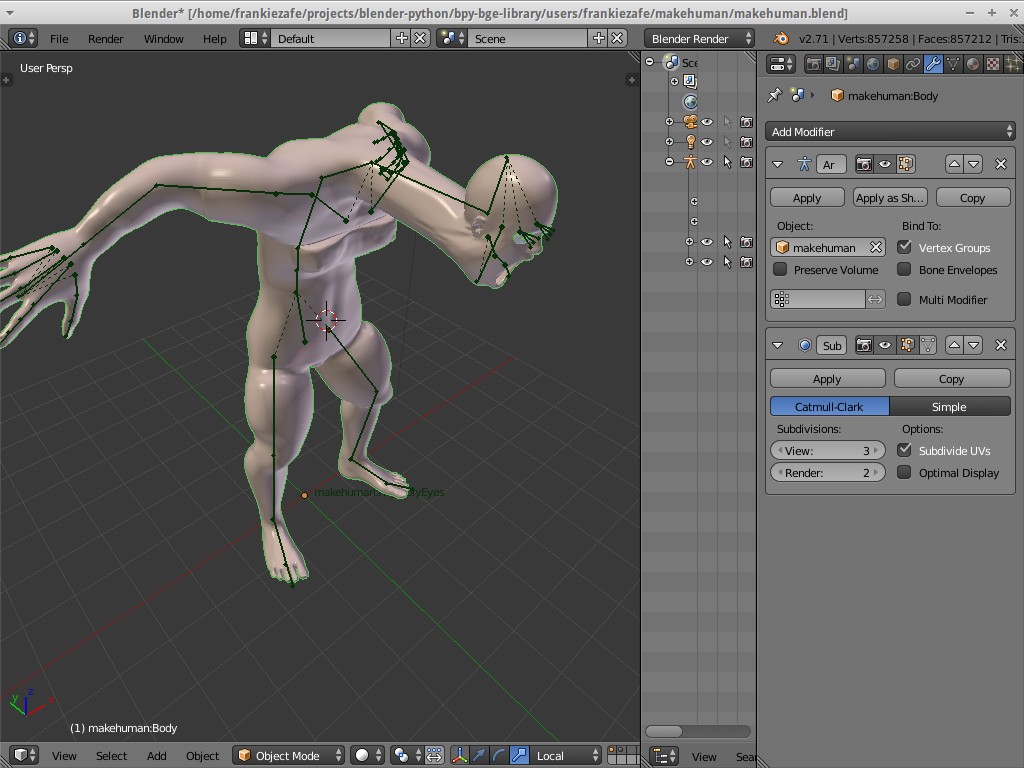 Blender* [/home/frankiezafe/projects/blender-python/bpy-bge-library/users/frankiezafe/makehuman/makehuman.blend]
File Render Window Help Default Scene Blender Render v2.71 | Verts:857258 | Faces:857212 | Tris:
User Persp
Sce
makehuman:Body
Add Modifier
Ar
Apply Apply as Sh... Copy
Object: Bind To:
makehuman Vertex Groups
Preserve Volume Bone Envelopes
Multi Modifier
Sub
Apply Copy
Catmull-Clark Simple
Subdivisions: Options:
View: 3 Subdivide UVs
Render: 2 Optimal Display
y z x
(1) makehuman:Body
View Select Add Object Object Mode Local View Sear